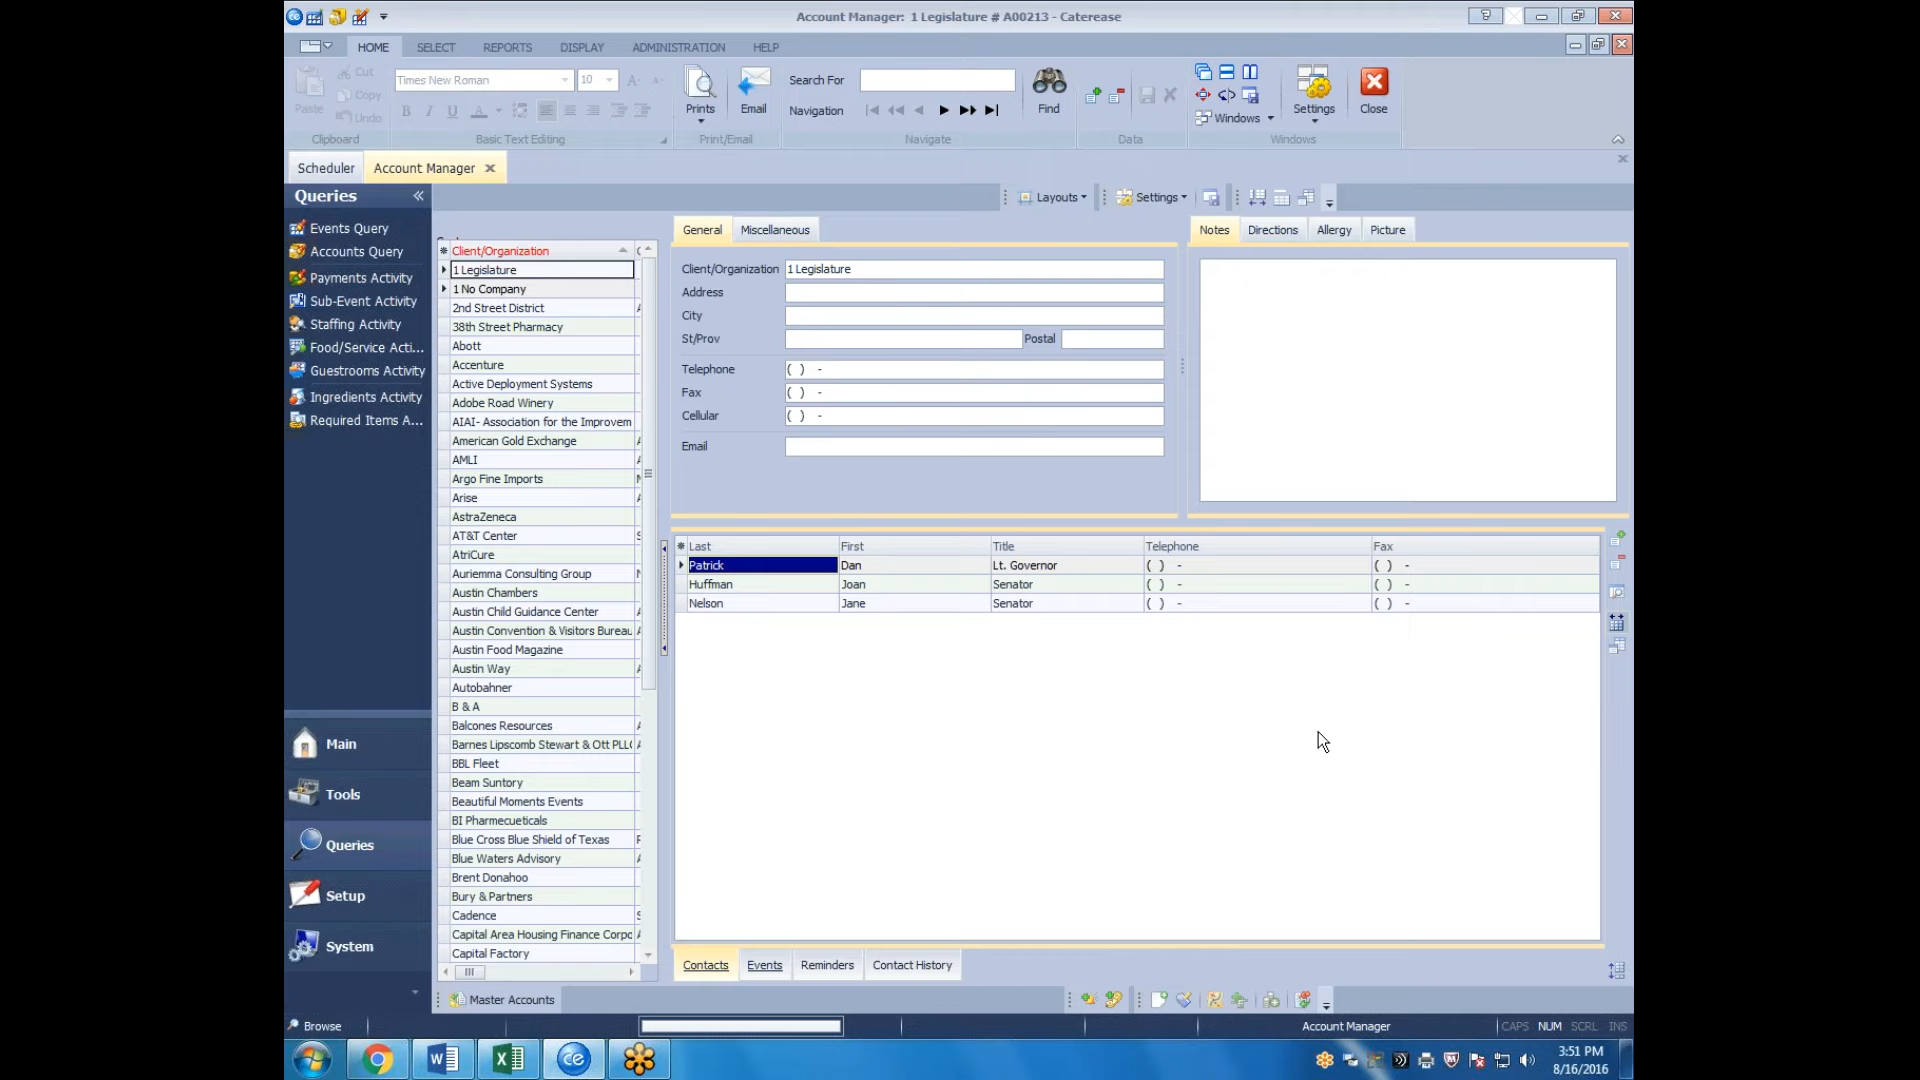 Account Manager: 1 Legislature # A00213 - Caterease
HOME SELECT REPORTS DISPLAY ADMINISTRATION HELP
Paste
Cut
Copy
Undo
Clipboard
Times New Roman 10
B I U A
Basic Text Editing
Prints
Email
Print/Email
Search For
Navigation
Find
Navigate
Data
Windows
Settings
Close
Windows
Scheduler
Account Manager
Queries
Layouts
Settings
Events Query
Accounts Query
Payments Activity
Sub-Event Activity
Staffing Activity
Food/Service Acti...
Guestrooms Activity
Ingredients Activity
Required Items A...
Main
Tools
Queries
Setup
System
Client/Organization
1 Legislature
1 No Company
2nd Street District
38th Street Pharmacy
Abott
Accenture
Active Deployment Systems
Adobe Road Winery
AIAI- Association for the Improvem
American Gold Exchange
AMLI
Argo Fine Imports
Arise
AstraZeneca
AT&T Center
AtriCure
Auriemma Consulting Group
Austin Chambers
Austin Child Guidance Center
Austin Convention & Visitors Bureau
Austin Food Magazine
Austin Way
Autobahner
B & A
Balcones Resources
Barnes Lipscomb Stewart & Ott PLLC
BBL Fleet
Beam Suntory
Beautiful Moments Events
BI Pharmecueticals
Blue Cross Blue Shield of Texas
Blue Waters Advisory
Brent Donahoo
Bury & Partners
Cadence
Capital Area Housing Finance Corpo
Capital Factory
General Miscellaneous
Client/Organization 1 Legislature
Address
City
St/Prov Postal
Telephone ( ) -
Fax ( ) -
Cellular ( ) -
Email
Notes Directions Allergy Picture
Last First Title Telephone Fax
Patrick Dan Lt. Governor ( ) - ( ) -
Huffman Joan Senator ( ) - ( ) -
Nelson Jane Senator ( ) - ( ) -
Contacts Events Reminders Contact History
Master Accounts
Browse
Account Manager
CAPS NUM SCRL INS
3:51 PM
8/16/2016